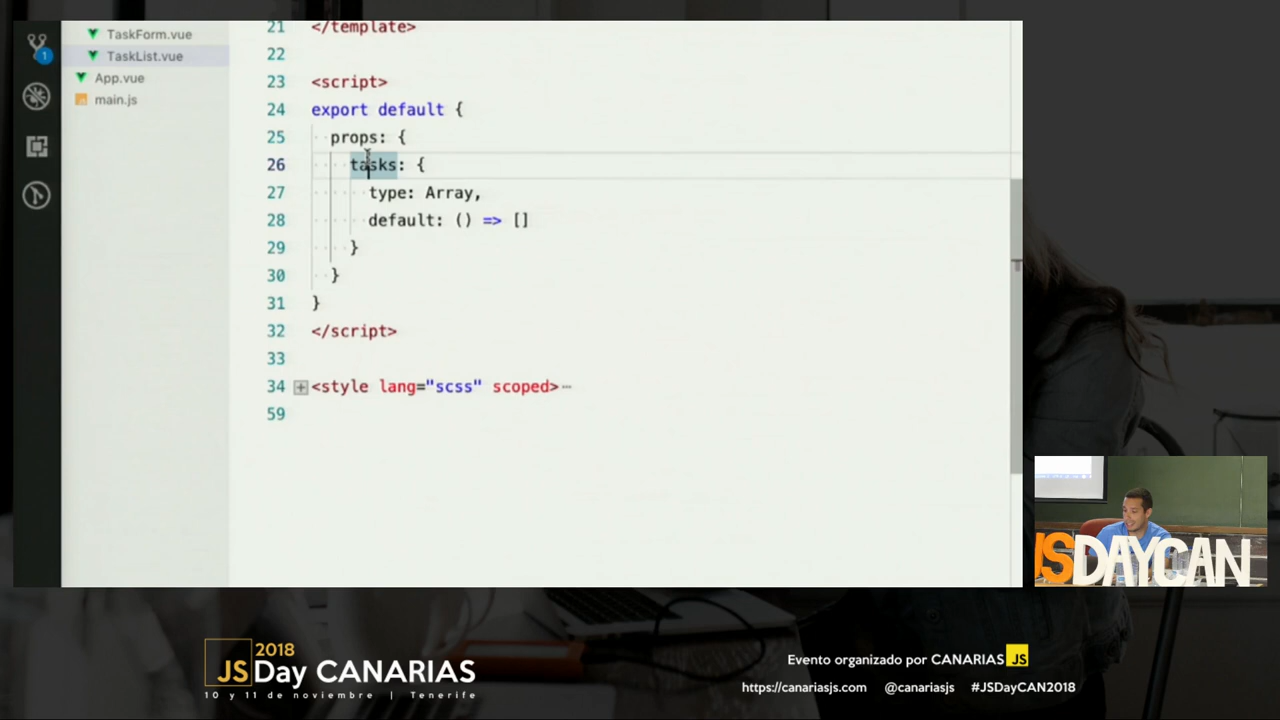 TaskForm.vue
TaskList.vue
App.vue
main.js
1
21 </template>
22
23 <script>
24 export default {
25 props: {
26 tasks: {
27 type: Array,
28 default: () => []
29 }
30 }
31 }
32 </script>
33
34 <style lang="scss" scoped>
59
JSDAYCAN
2018
JSDay CANARIAS
10 y 11 de noviembre | Tenerife
Evento organizado por CANARIAS JS
https://canariasjs.com @canariasjs #JSDayCAN2018